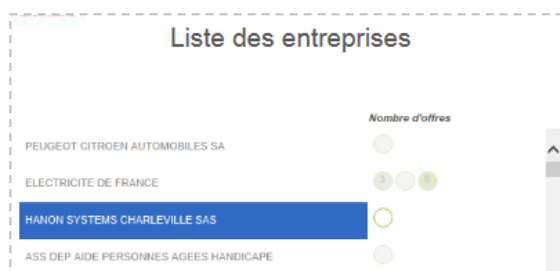 Liste des entreprises
Nombre d'offres
PEUGEOT CITROEN AUTOMOBILES SA
ELECTRICITE DE FRANCE 3 8
HANON SYSTEMS CHARLEVILLE SAS
ASS DEP AIDE PERSONNES AGEES HANDICAPE